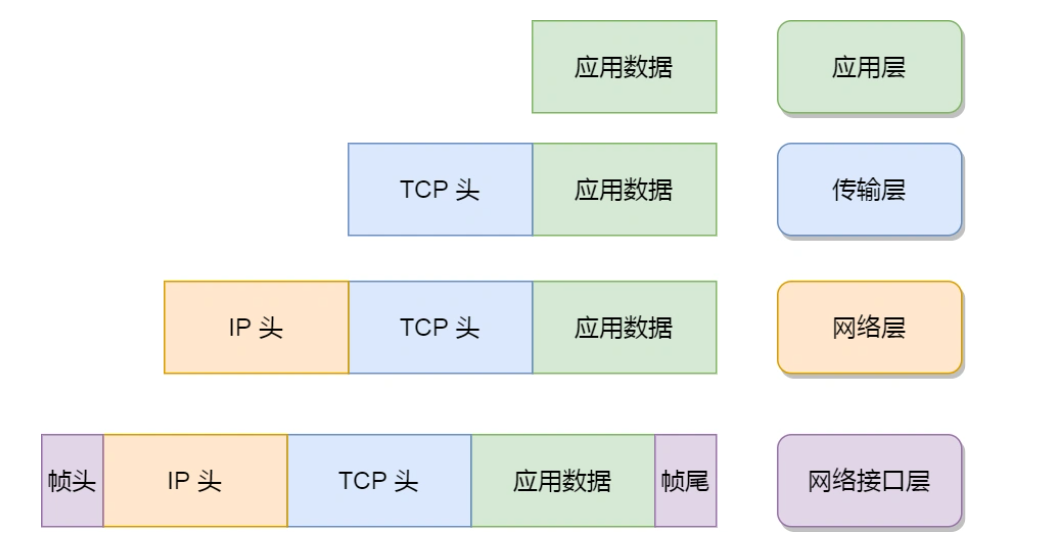 应用数据 应用层
TCP 头 应用数据 传输层
IP 头 TCP 头 应用数据 网络层
帧头 IP 头 TCP 头 应用数据 帧尾 网络接口层